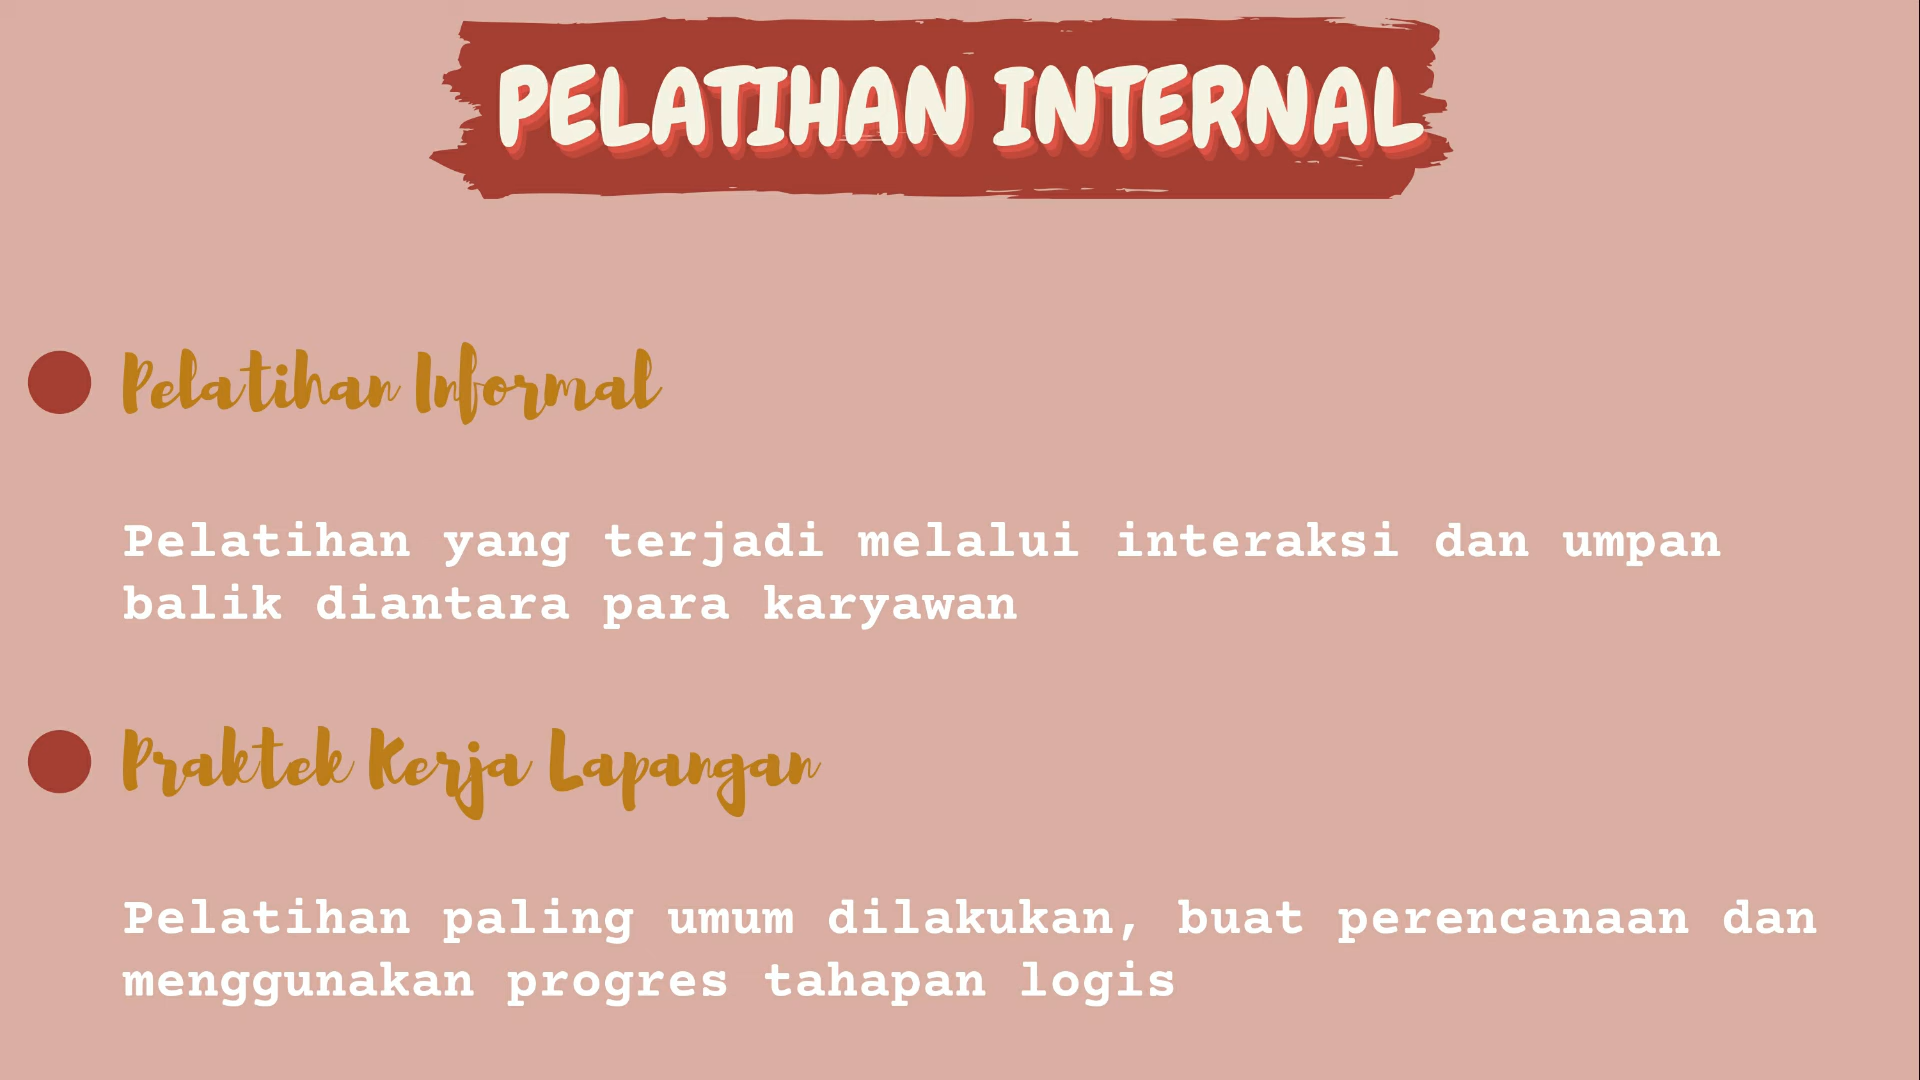 PELATIHAN INTERNAL
Pelatihan Informal
Pelatihan yang terjadi melalui interaksi dan umpan
balik diantara para karyawan
Praktek Kerja Lapangan
Pelatihan paling umum dilakukan, buat perencanaan dan
menggunakan progres tahapan logis